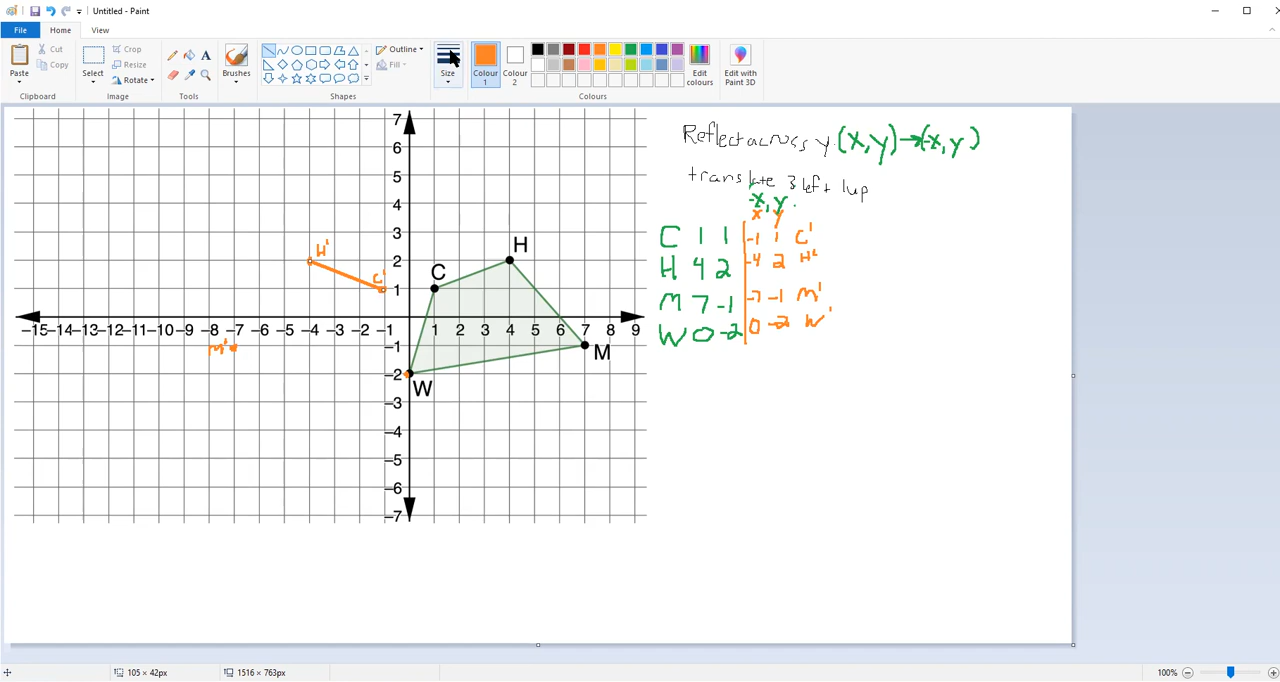 Untitled - Paint
File Home View
Paste
Cut
Copy
Clipboard
Select
Crop
Resize
Rotate
Image
A
Tools
Brushes
Shapes
Outline
Fill
Size
Colour 1
Colour 2
Colours
Edit colours
Edit with Paint 3D
7
6
5
4
3
2
1
-15 -14 -13 -12 -11 -10 -9 -8 -7 -6 -5 -4 -3 -2 -1 1 2 3 4 5 6 7 8 9
-1
-2
-3
-4
-5
-6
-7
C
H
M
W
H'
C'
M'
Reflect across y. (x,y)→(-x,y)
translate 3 left + 1up
-x, y.
x y
C 1 1 -1 1 C'
H 4 2 -4 2 H'
M 7 -1 -7 -1 M'
W 0 -2 0 -2 W'
105 × 42px
1516 × 763px
100%